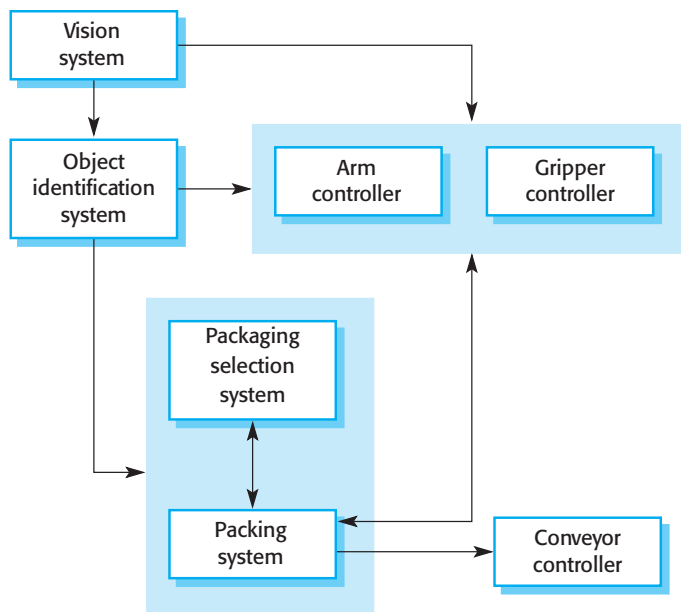 Vision
system
Object
identification
system
Arm
controller
Gripper
controller
Packaging
selection
system
Packing
system
Conveyor
controller